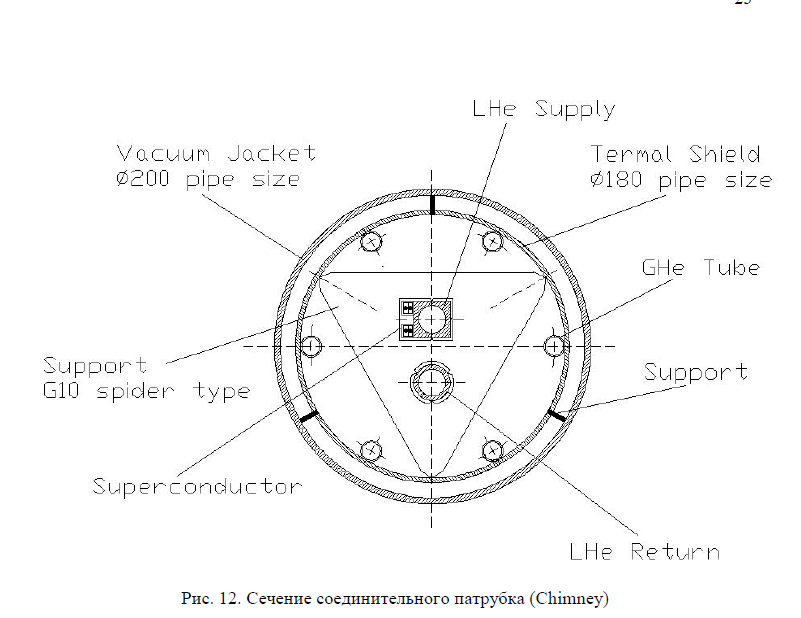 LHe Supply
Vacuum Jacket
Ø200 pipe size
Termal Shield
Ø180 pipe size
GHe Tube
Support
G10 spider type
Support
Superconductor
LHe Return
Рис. 12. Сечение соединительного патрубка (Chimney)